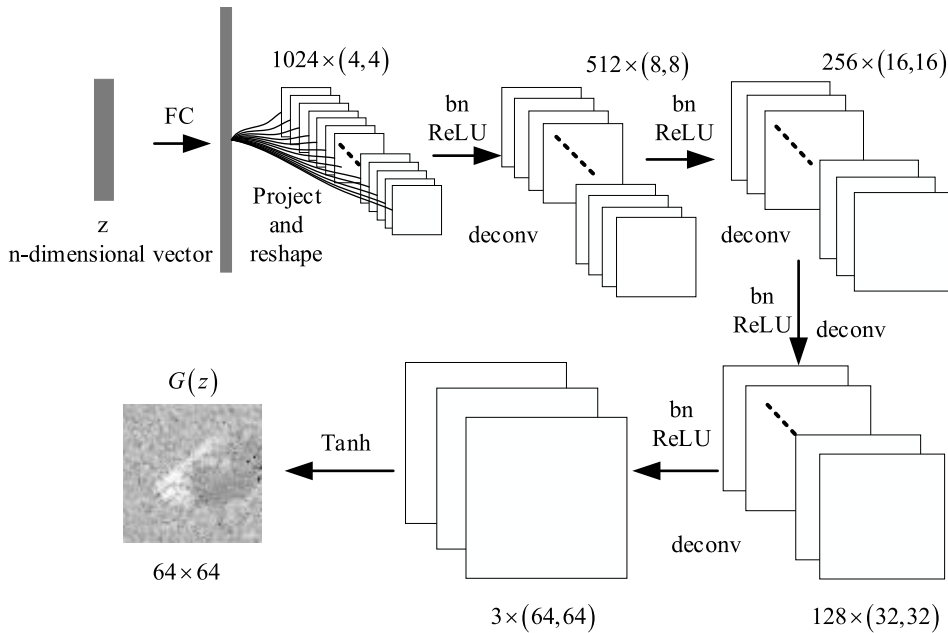 1024×(4,4)
512×(8,8)
256×(16,16)
FC
bn
ReLU
bn
ReLU
z
n-dimensional vector
Project
and
reshape
deconv
deconv
bn
ReLU
deconv
G(z)
Tanh
bn
ReLU
deconv
64×64
3×(64,64)
128×(32,32)